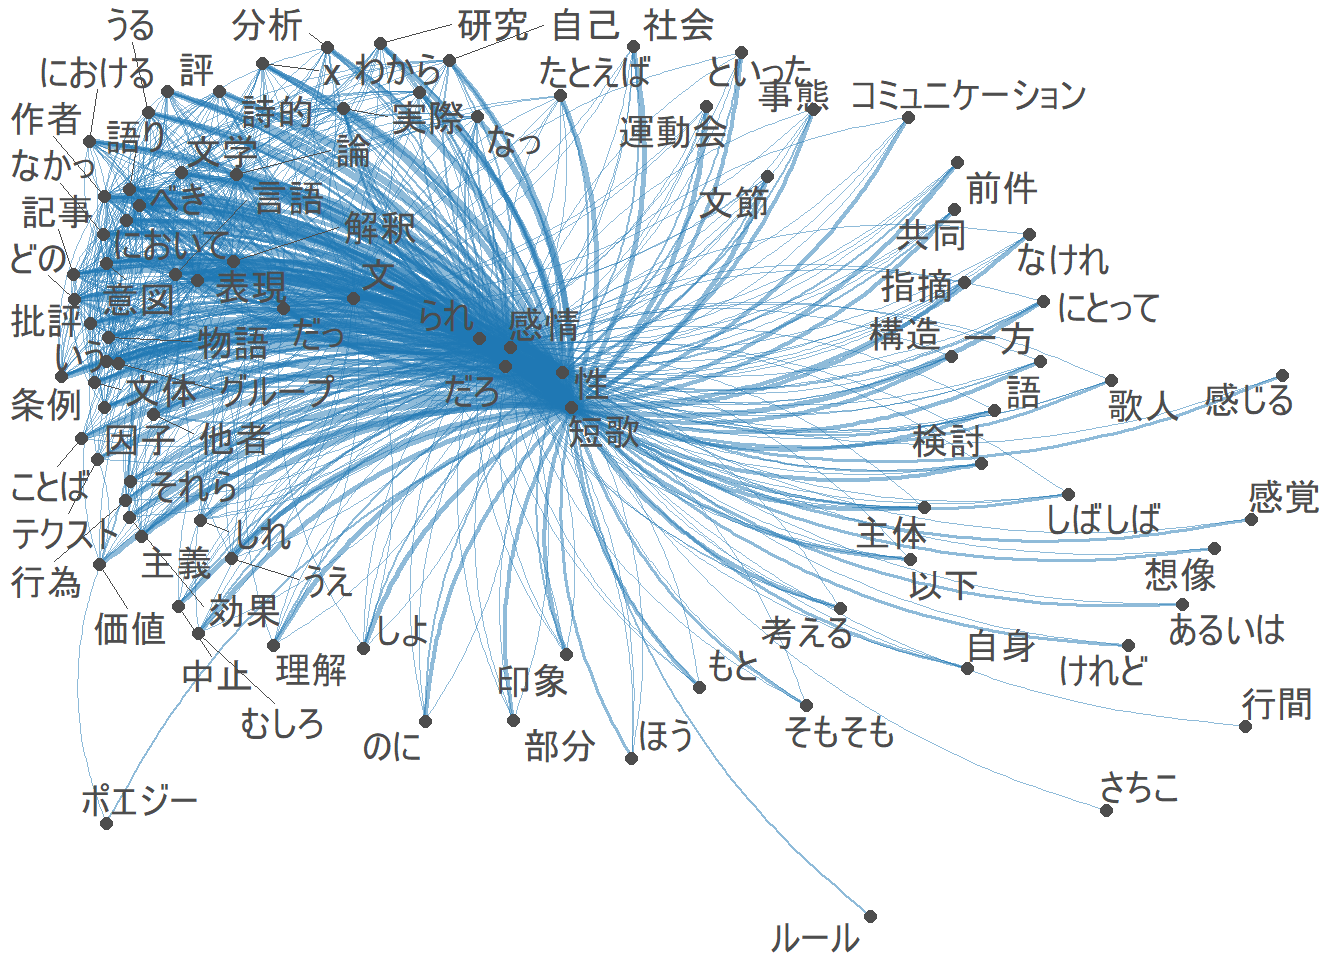 うる
分析
研究
自己
社会
における
評
x
わから
たとえば
といった
事態
コミュニケーション
作者
語り
詩的
実際
なっ
運動会
文学
論
なかっ
べき
言語
文節
前件
記事
において
解釈
共同
なけれ
どの
意図
表現
文
指摘
にとって
批評
物語
だっ
られ
感情
構造
一方
いう
条例
文体
グループ
だろ
性
語
歌人
感じる
因子
他者
短歌
検討
ことば
それら
しばしば
感覚
テクスト
主義
しれ
主体
行為
うえ
以下
想像
価値
効果
しよ
考える
あるいは
中止
理解
印象
もと
自身
けれど
むしろ
のに
部分
ほう
そもそも
行間
ポエジー
さちこ
ルール